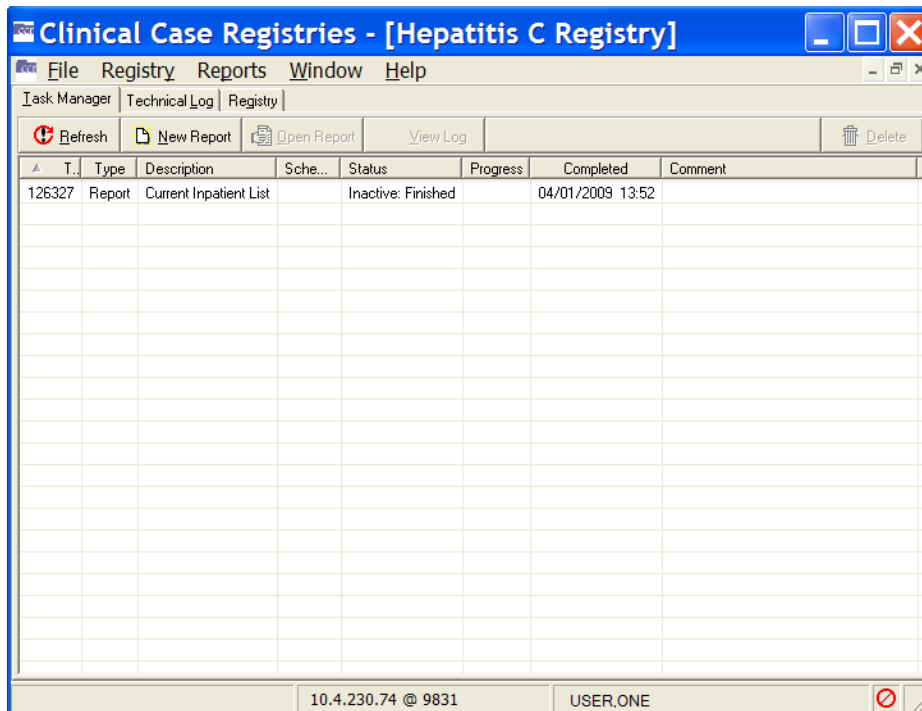 Clinical Case Registries - [Hepatitis C Registry]
File Registry Reports Window Help
Task Manager Technical Log Registry
Refresh New Report Open Report View Log Delete
T.. Type Description Sche... Status Progress Completed Comment
126327 Report Current Inpatient List Inactive: Finished 04/01/2009 13:52
10.4.230.74 @ 9831 USER,ONE